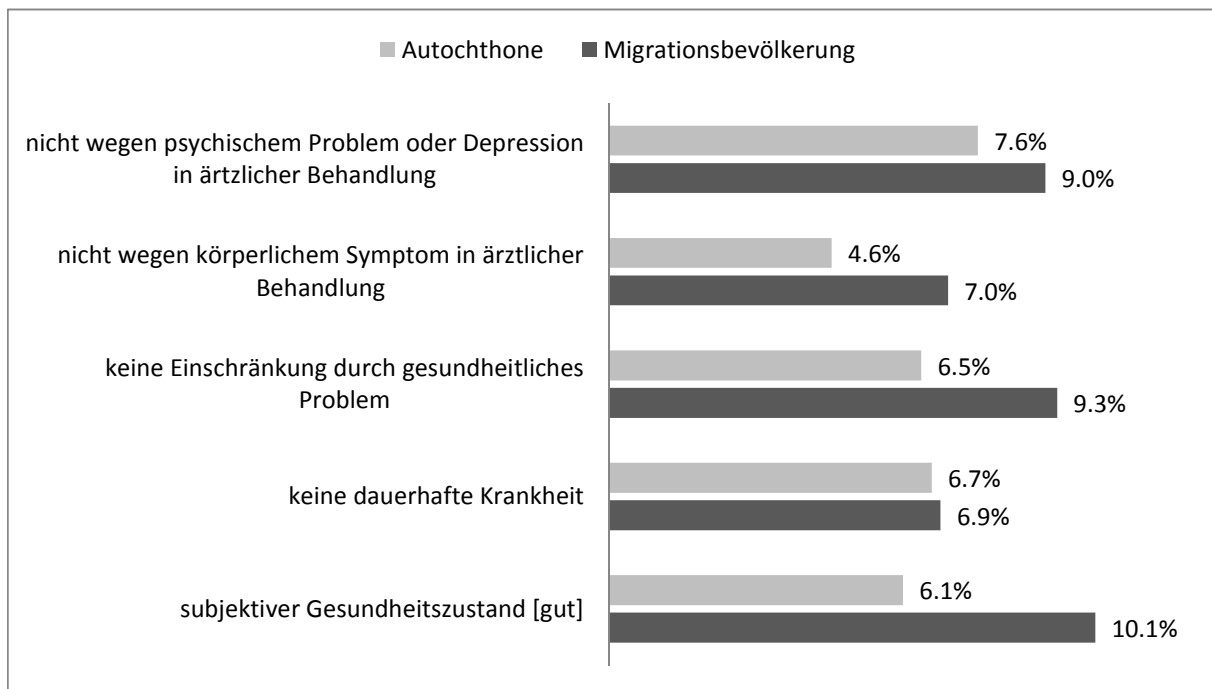 Autochthone Migrationsbevölkerung
nicht wegen psychischem Problem oder Depression
in ärtzlicher Behandlung
7.6%
9.0%
nicht wegen körperlichem Symptom in ärztlicher
Behandlung
4.6%
7.0%
keine Einschränkung durch gesundheitliches
Problem
6.5%
9.3%
keine dauerhafte Krankheit
6.7%
6.9%
subjektiver Gesundheitszustand [gut]
6.1%
10.1%